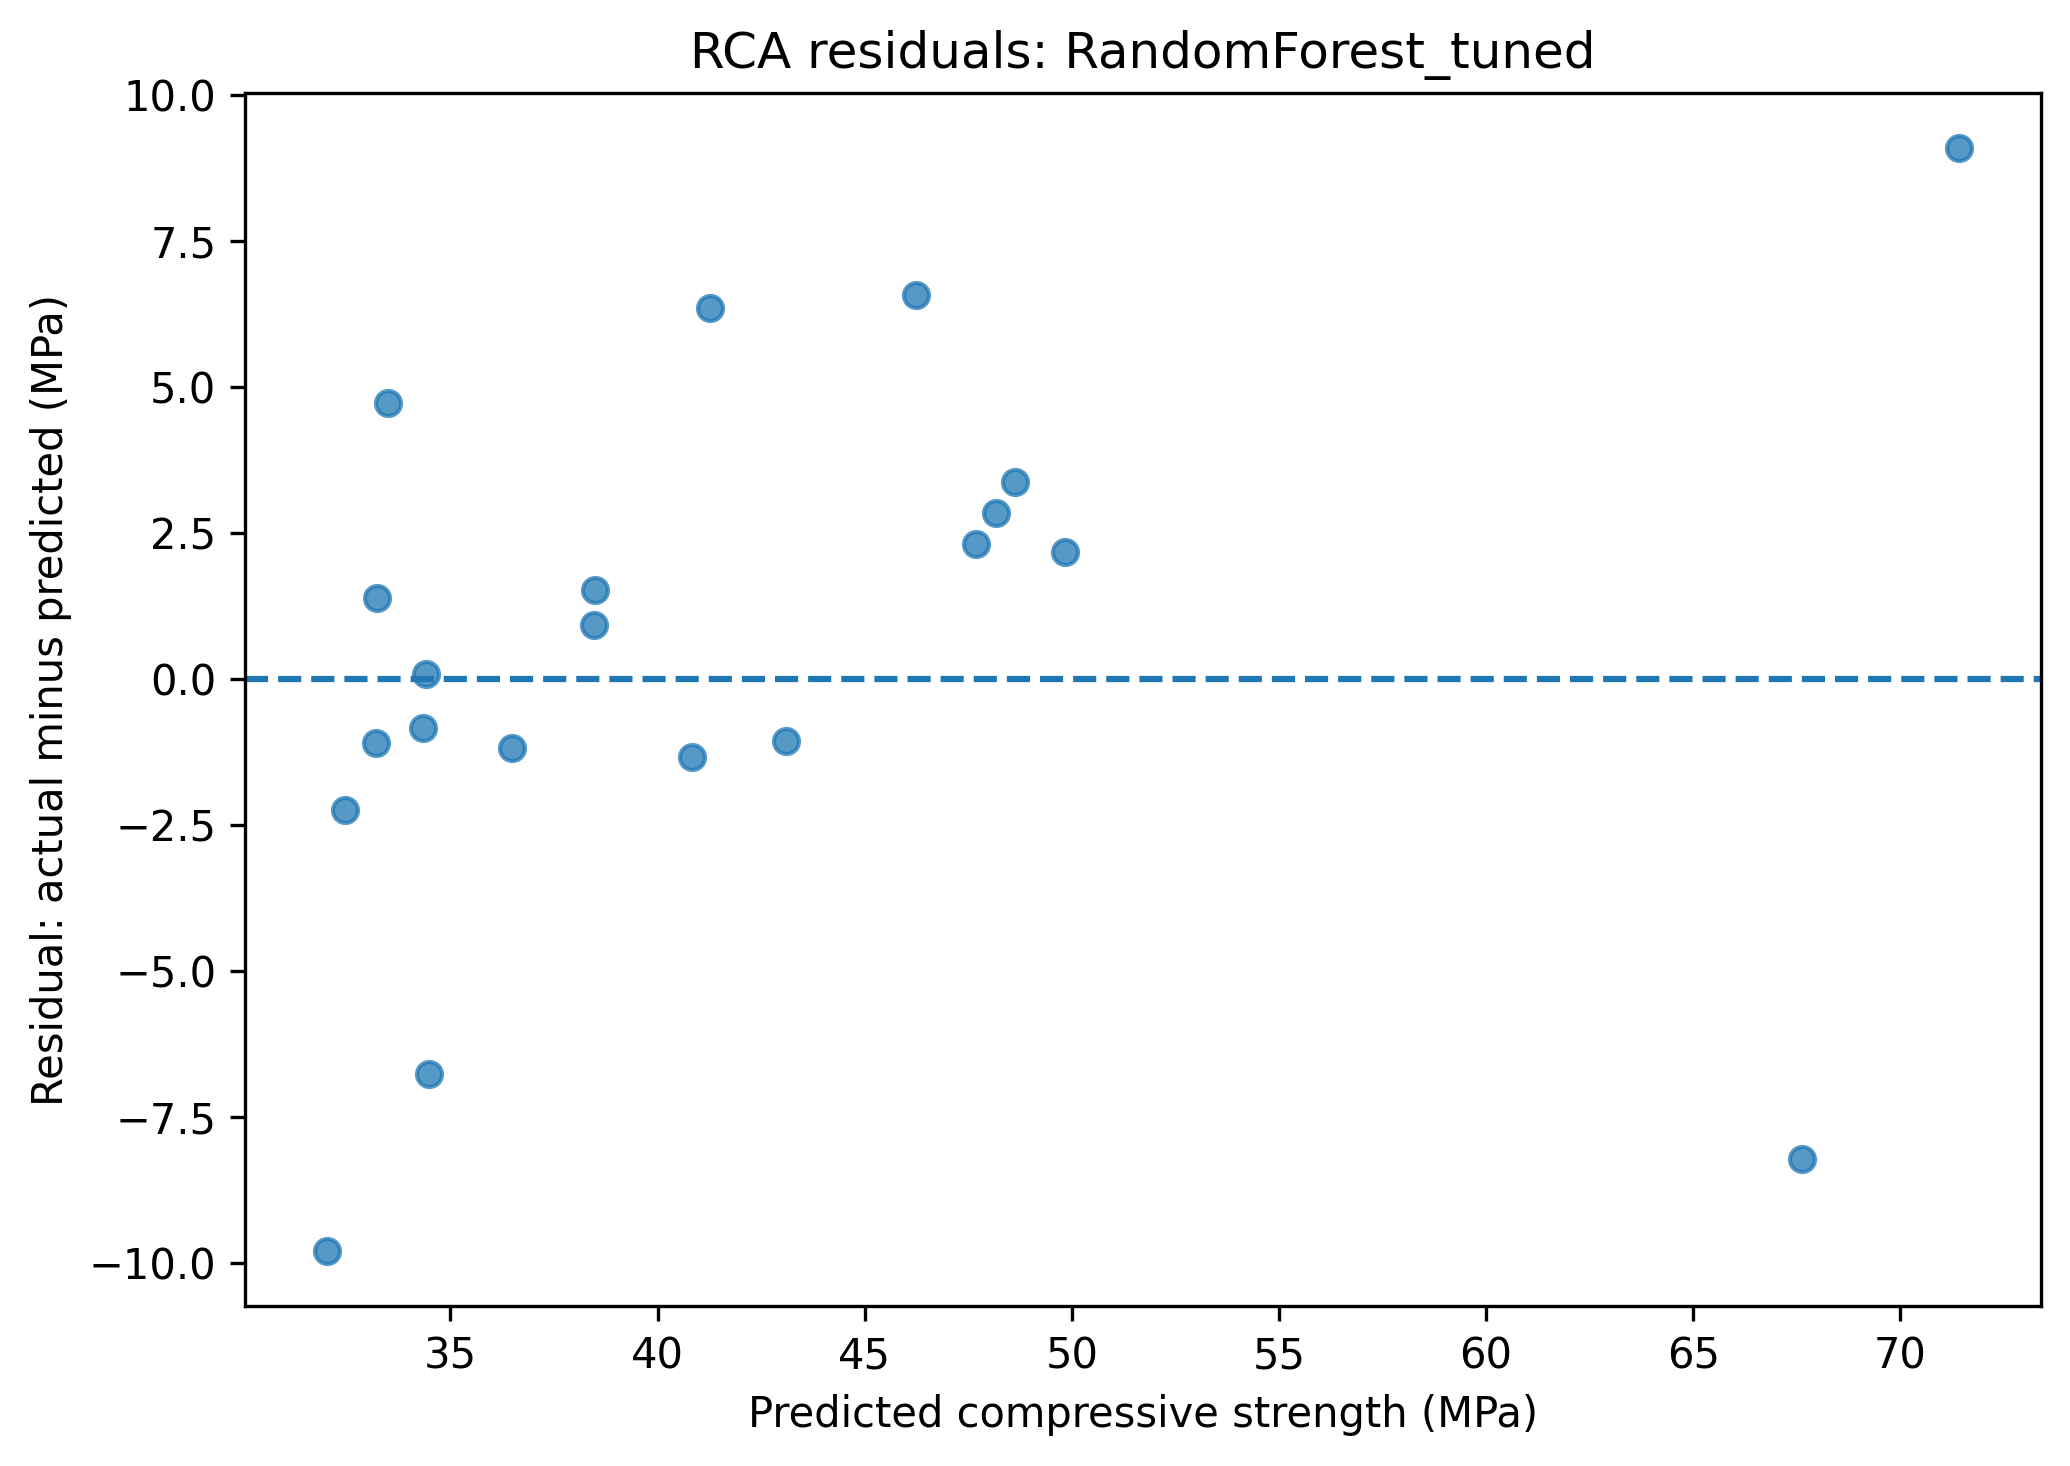 RCA residuals: RandomForest_tuned
Residual: actual minus predicted (MPa)
10.0
7.5
5.0
2.5
0.0
−2.5
−5.0
−7.5
−10.0
35 40 45 50 55 60 65 70
Predicted compressive strength (MPa)